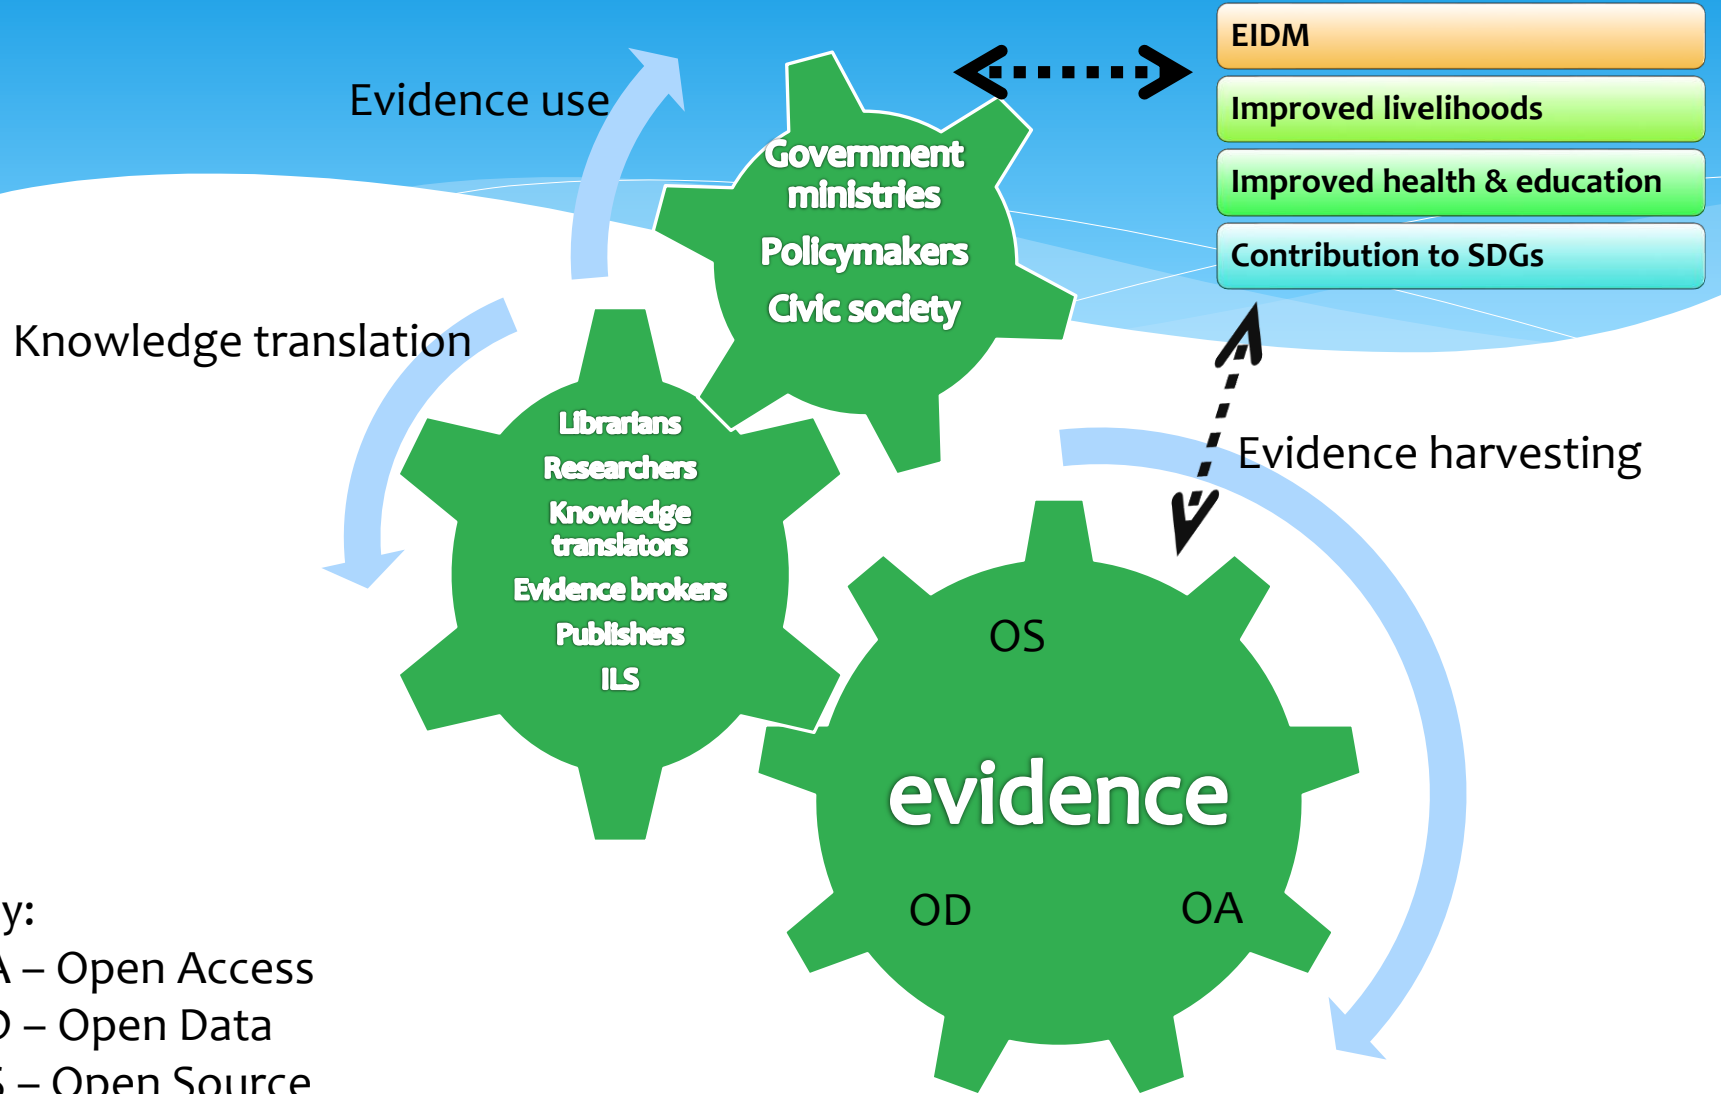 EIDM
Improved livelihoods
Improved health & education
Contribution to SDGs
Evidence use
Government
ministries
Policymakers
Civic society
Knowledge translation
Librarians
Researchers
Knowledge
translators
Evidence brokers
Publishers
ILS
Evidence harvesting
OS
evidence
OD
OA
y:
A – Open Access
D – Open Data
S – Open Source